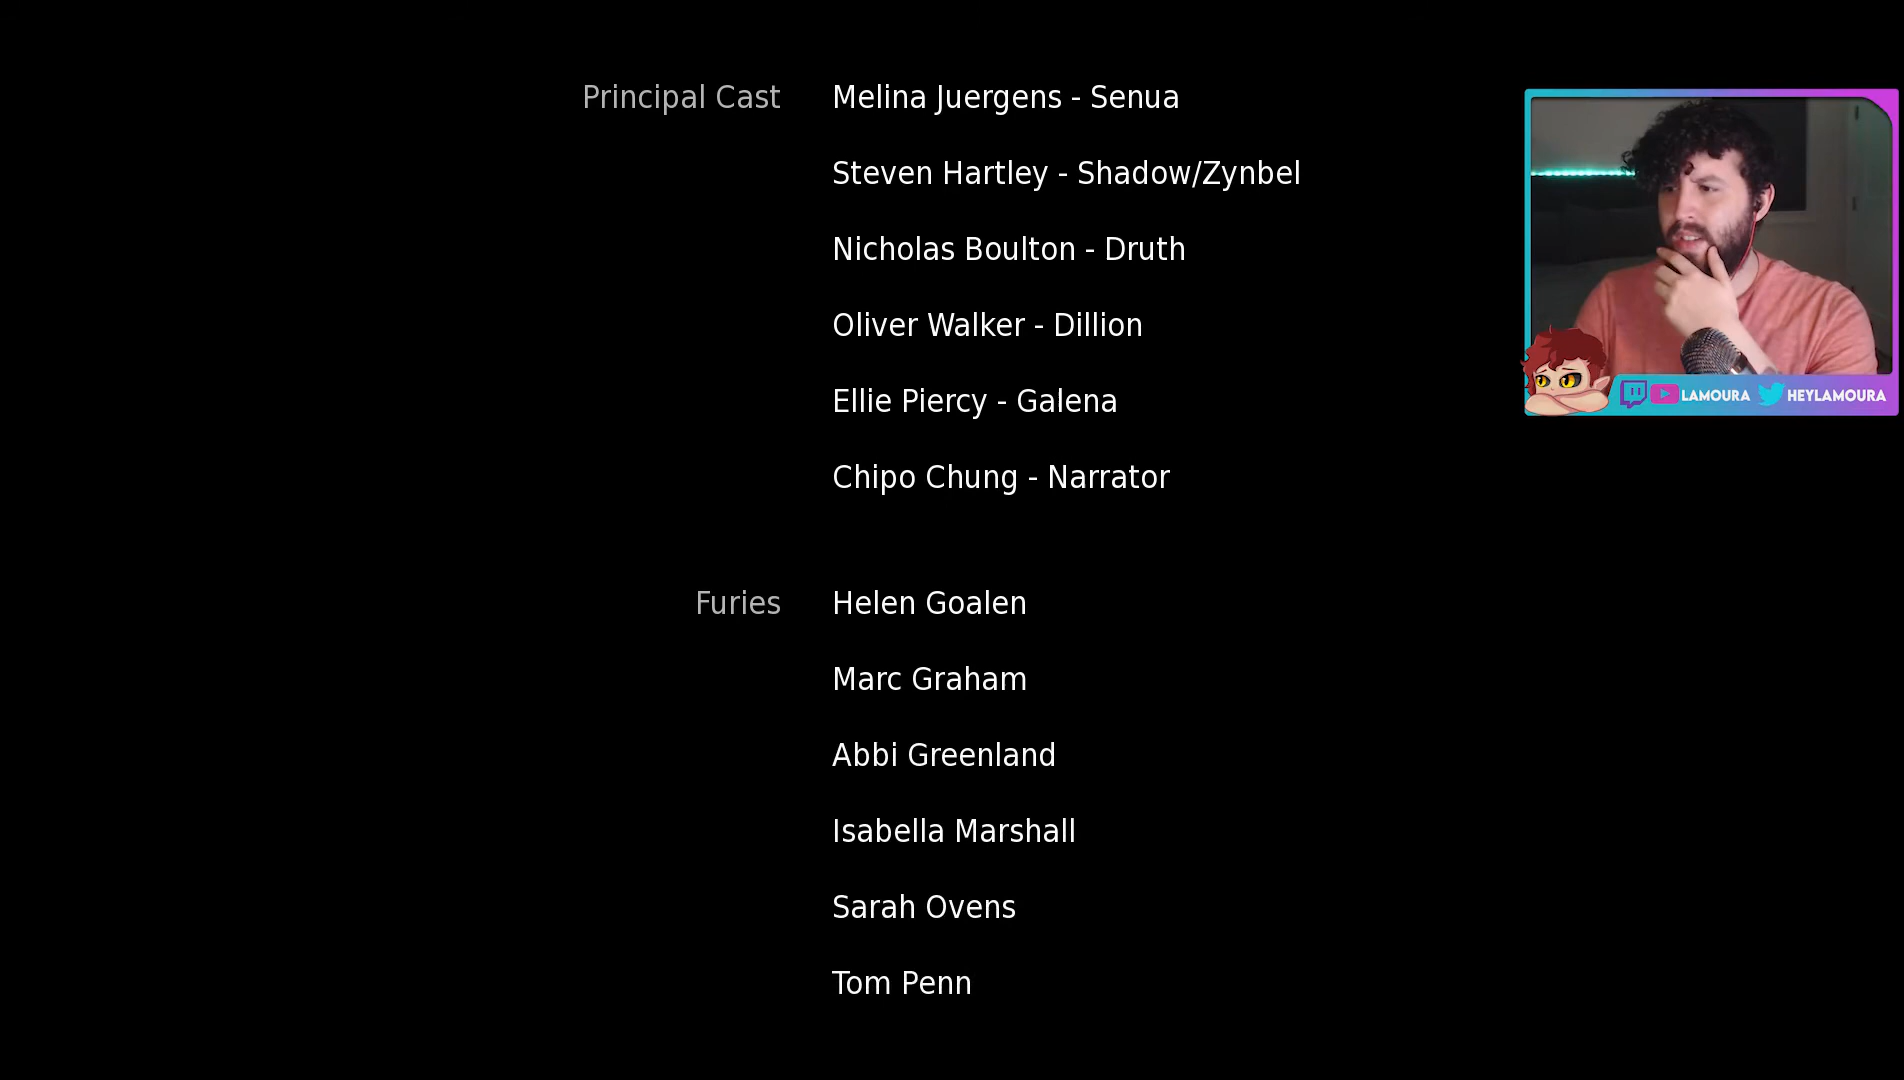 Principal Cast Melina Juergens - Senua
Steven Hartley - Shadow/Zynbel
Nicholas Boulton - Druth
Oliver Walker - Dillion
Ellie Piercy - Galena
Chipo Chung - Narrator
Furies Helen Goalen
Marc Graham
Abbi Greenland
Isabella Marshall
Sarah Ovens
Tom Penn
LAMOURA HEYLAMOURA